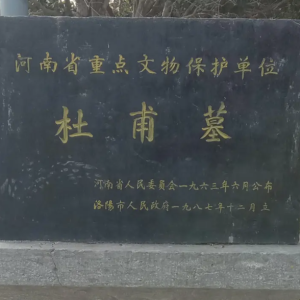 河南省重点文物保护单位
杜甫墓
河南省人民委员会一九六三年六月公布
洛陽市人民政府一九八七年十二月立